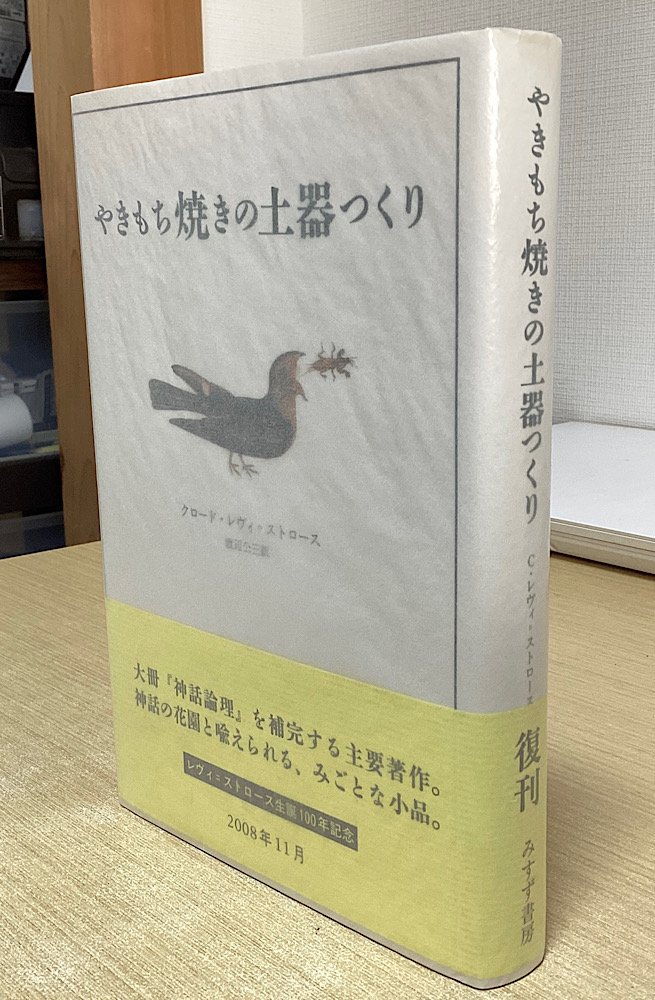 やきもち焼きの土器つくり
クロード・レヴィ=ストロース
渡辺公三訳
大冊『神話論理』を補完する主要著作。
神話の花園と喩えられる、みごとな小品。
レヴィ=ストロース生誕100年記念
2008年11月
やきもち焼きの土器つくり
C・レヴィ=ストロース
復刊
みすず書房